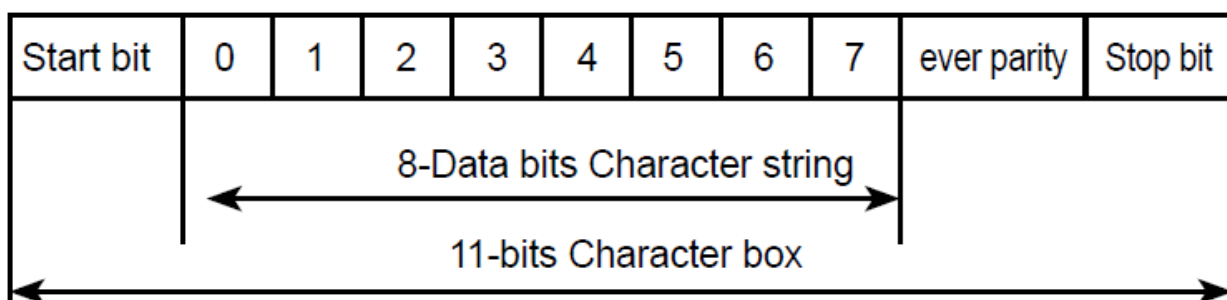 Start bit 0 1 2 3 4 5 6 7 ever parity Stop bit
8-Data bits Character string
11-bits Character box